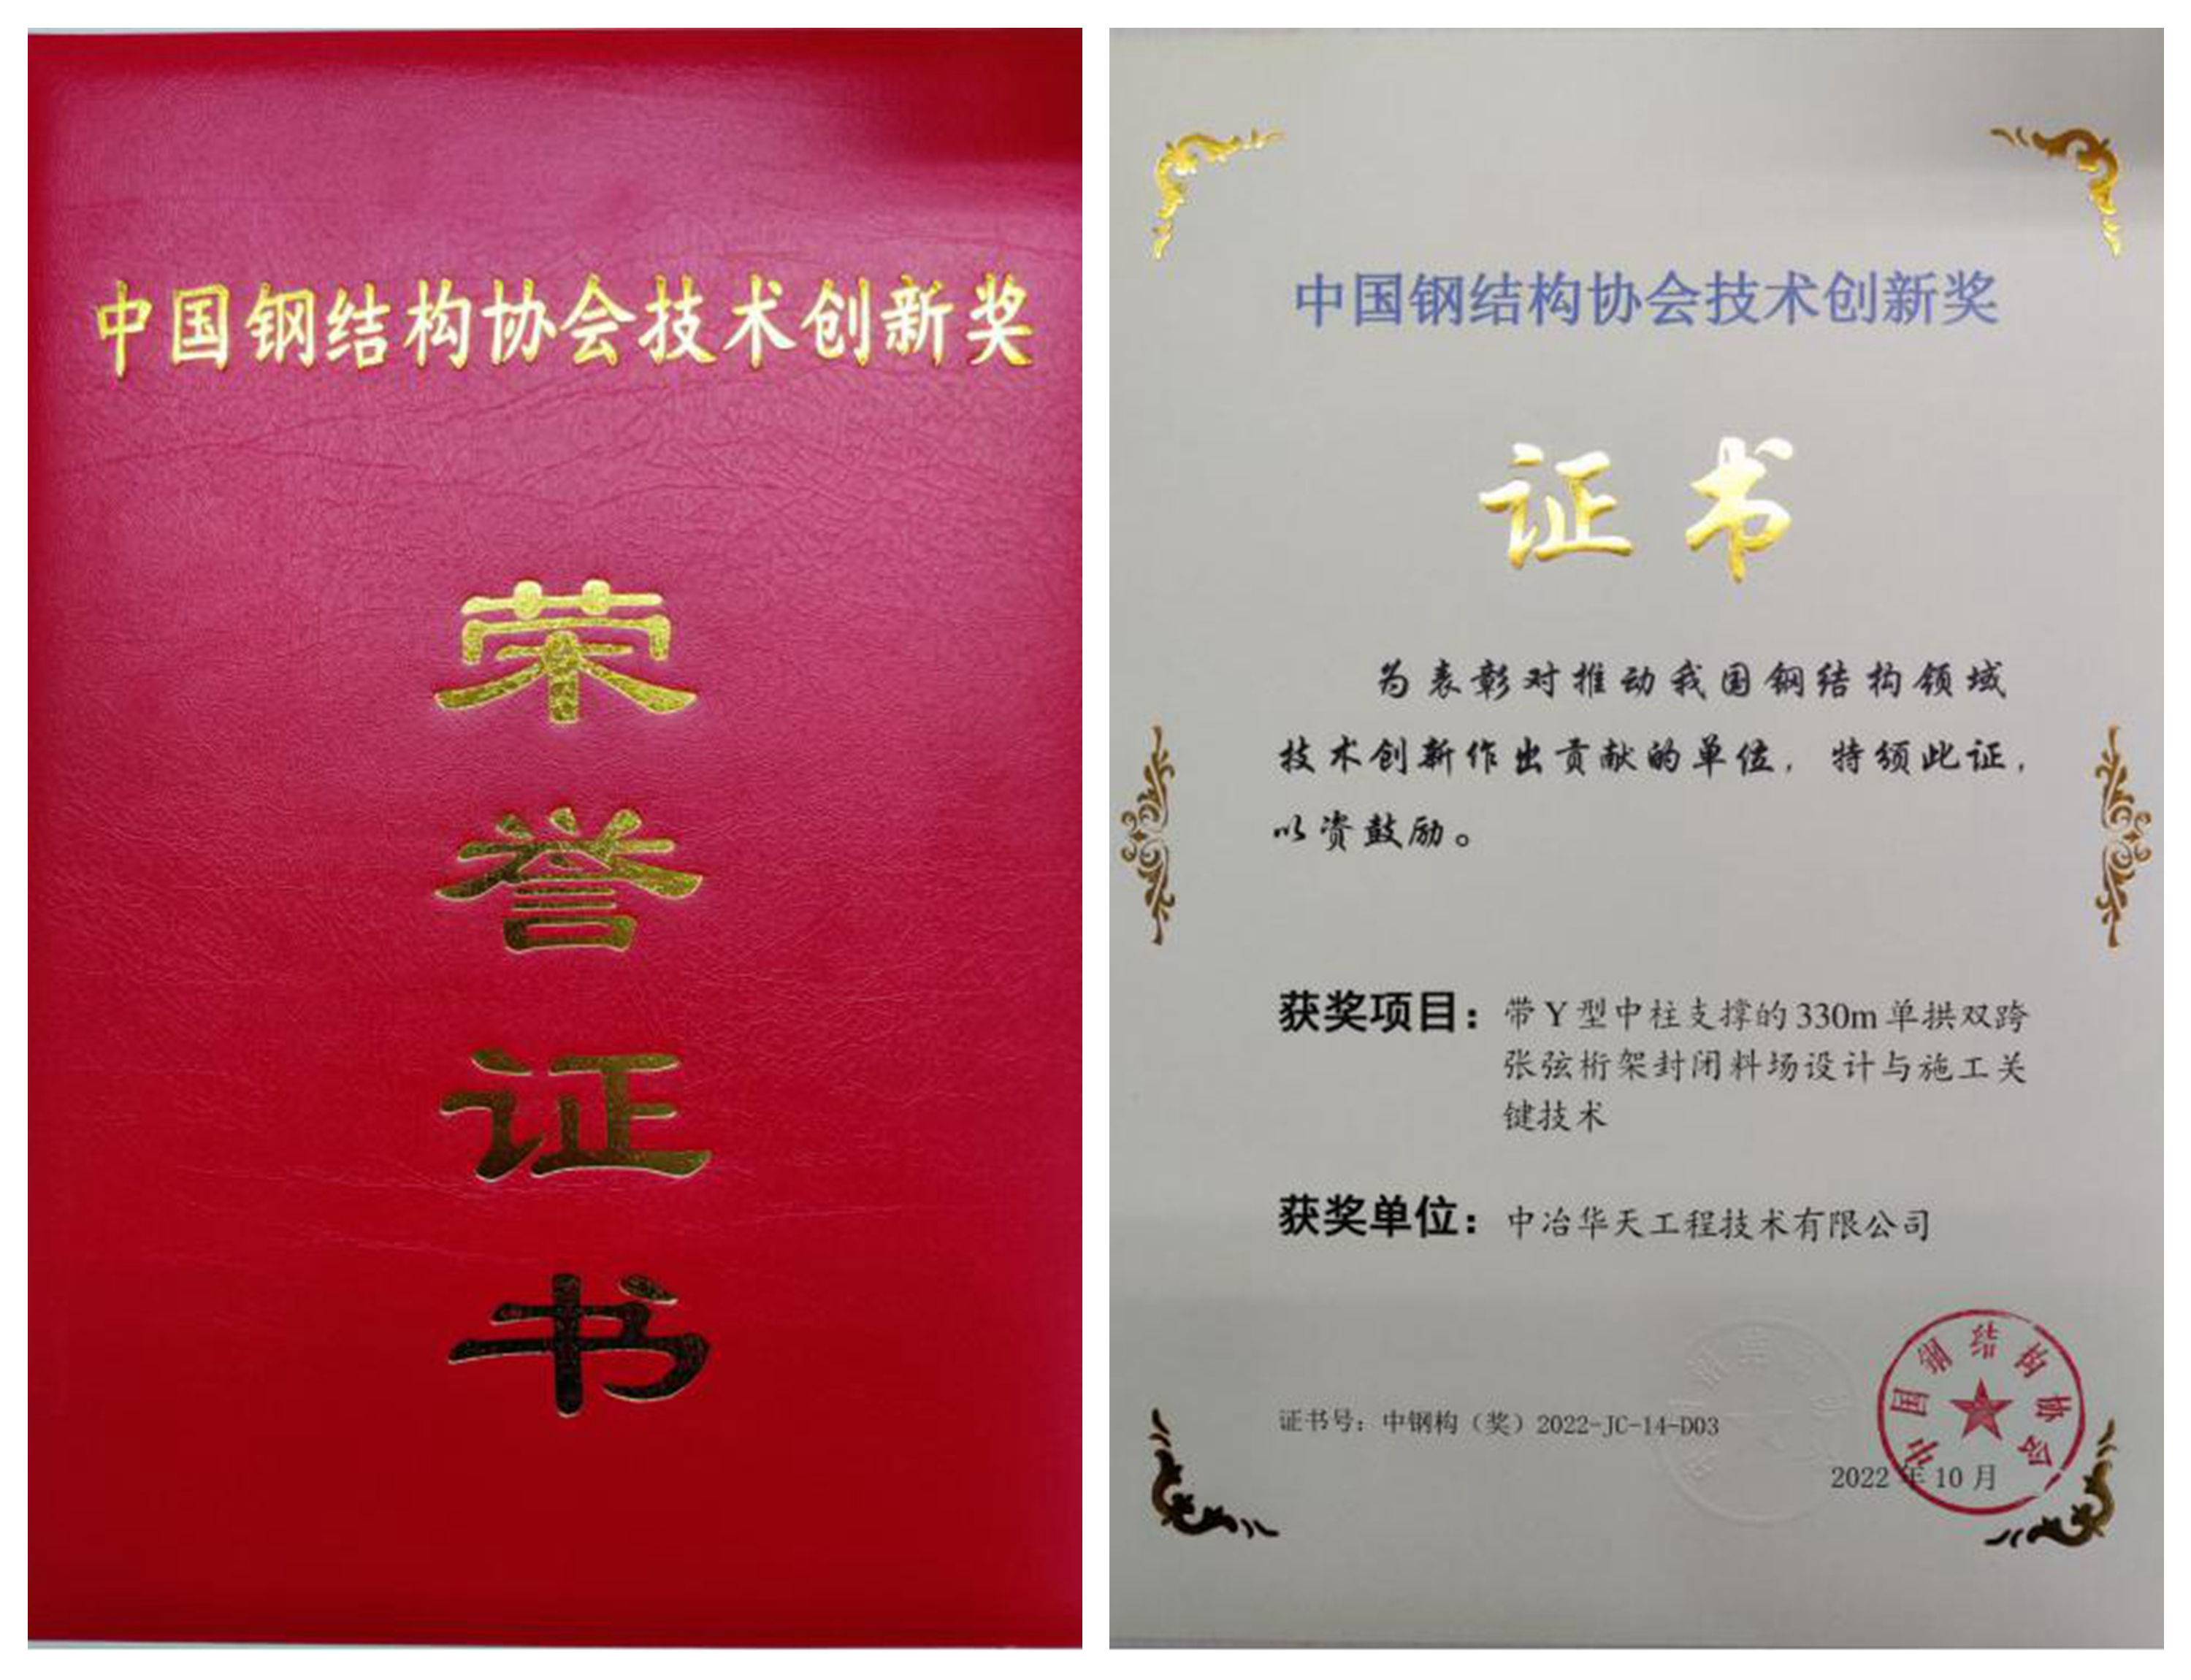 中国钢结构协会技术创新奖
荣
誉
证
书
中国钢结构协会技术创新奖
证书
为表彰对推动我国钢结构领域
技术创新作出贡献的单位，特颁此证，
以资鼓励。
获奖项目：带Y型中柱支撑的330m单拱双跨
张弦桁架封闭料场设计与施工关
键技术
获奖单位：中冶华天工程技术有限公司
中国钢结构协会
证书号：中钢构（奖）2022-JC-14-D03
2022年10月